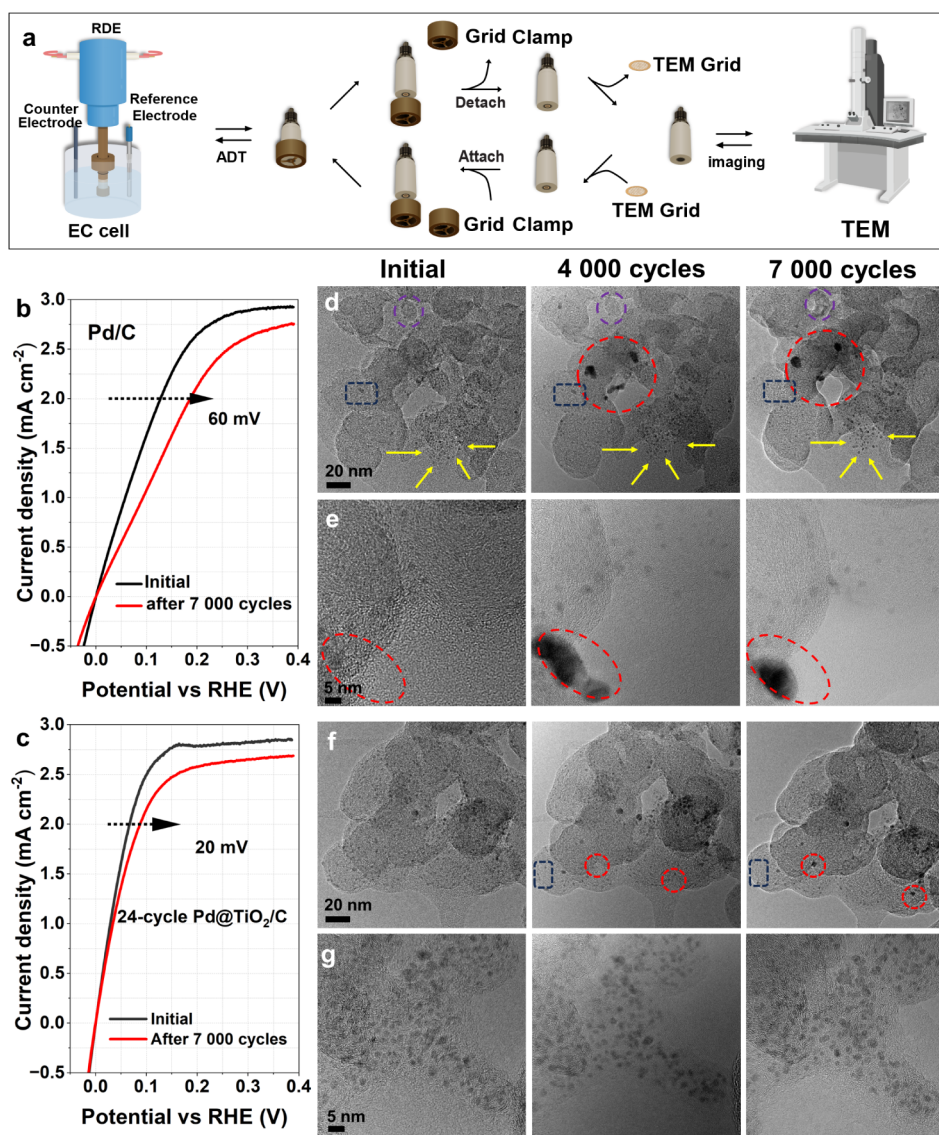 a
RDE
Counter
Electrode
Reference
Electrode
EC cell
ADT
Grid Clamp
Detach
TEM Grid
Attach
Grid Clamp
TEM Grid
imaging
TEM
Initial
4 000 cycles
7 000 cycles
b
Pd/C
60 mV
Initial
after 7 000 cycles
Current density (mA cm⁻²)
3.0
2.5
2.0
1.5
1.0
0.5
0.0
−0.5
0.0 0.1 0.2 0.3 0.4
Potential vs RHE (V)
d
20 nm
e
5 nm
c
20 mV
24-cycle Pd@TiO₂/C
Initial
After 7 000 cycles
Current density (mA cm⁻²)
3.0
2.5
2.0
1.5
1.0
0.5
0.0
−0.5
0.0 0.1 0.2 0.3 0.4
Potential vs RHE (V)
f
20 nm
g
5 nm